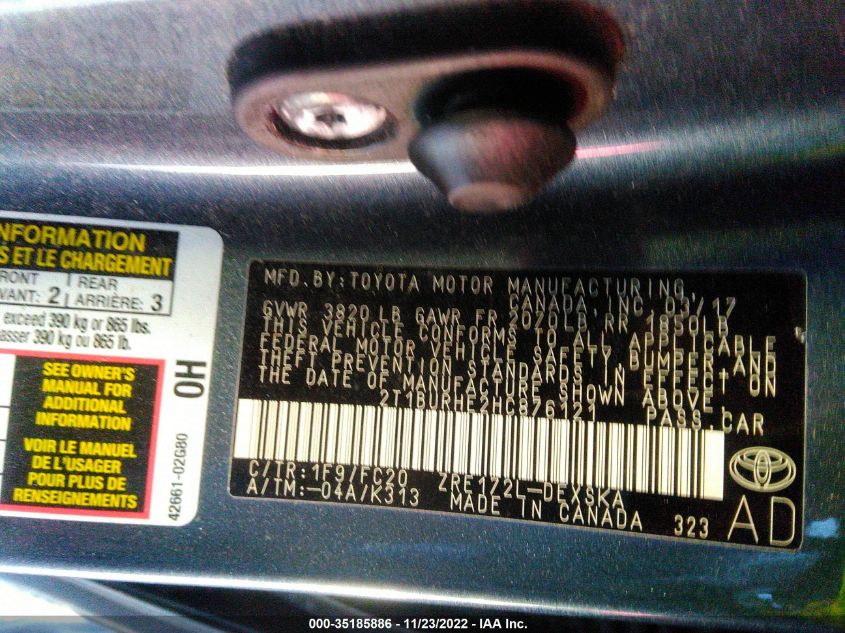 NFORMATION
S ET LE CHARGEMENT
RONT
VANT: 2
REAR
ARRIÈRE: 3
exceed 390 kg or 865 lbs.
asser 390 kg ou 865 lb.
SEE OWNER'S
MANUAL FOR
ADDITIONAL
INFORMATION
VOIR LE MANUEL
DE L'USAGER
POUR PLUS DE
RENSEIGNEMENTS
OH
42661-02G80
MFD. BY: TOYOTA MOTOR MANUFACTURING,
CANADA, INC. 03/17
GVWR 3820 LB GAWR FR 2020LB RR 1850LB
THIS VEHICLE CONFORMS TO ALL APPLICABLE
FEDERAL MOTOR VEHICLE SAFETY, BUMPER, AND
THEFT PREVENTION STANDARDS IN EFFECT ON
THE DATE OF MANUFACTURE SHOWN ABOVE.
2T1BURHE2HC876121 PASS. CAR
C/TR: 1F9/FC20 ZRE172L-DEXSKA
A/TM: -04A/K313 MADE IN CANADA 323
AD
000-35185886 - 11/23/2022 - IAA Inc.